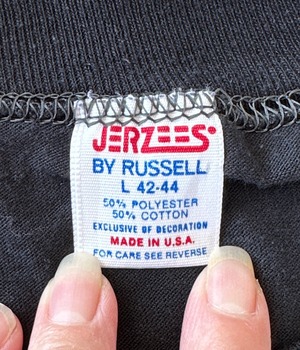 JERZEES
BY RUSSELL
L 42-44
50% POLYESTER
50% COTTON
EXCLUSIVE OF DECORATION
MADE IN U.S.A.
FOR CARE SEE REVERSE